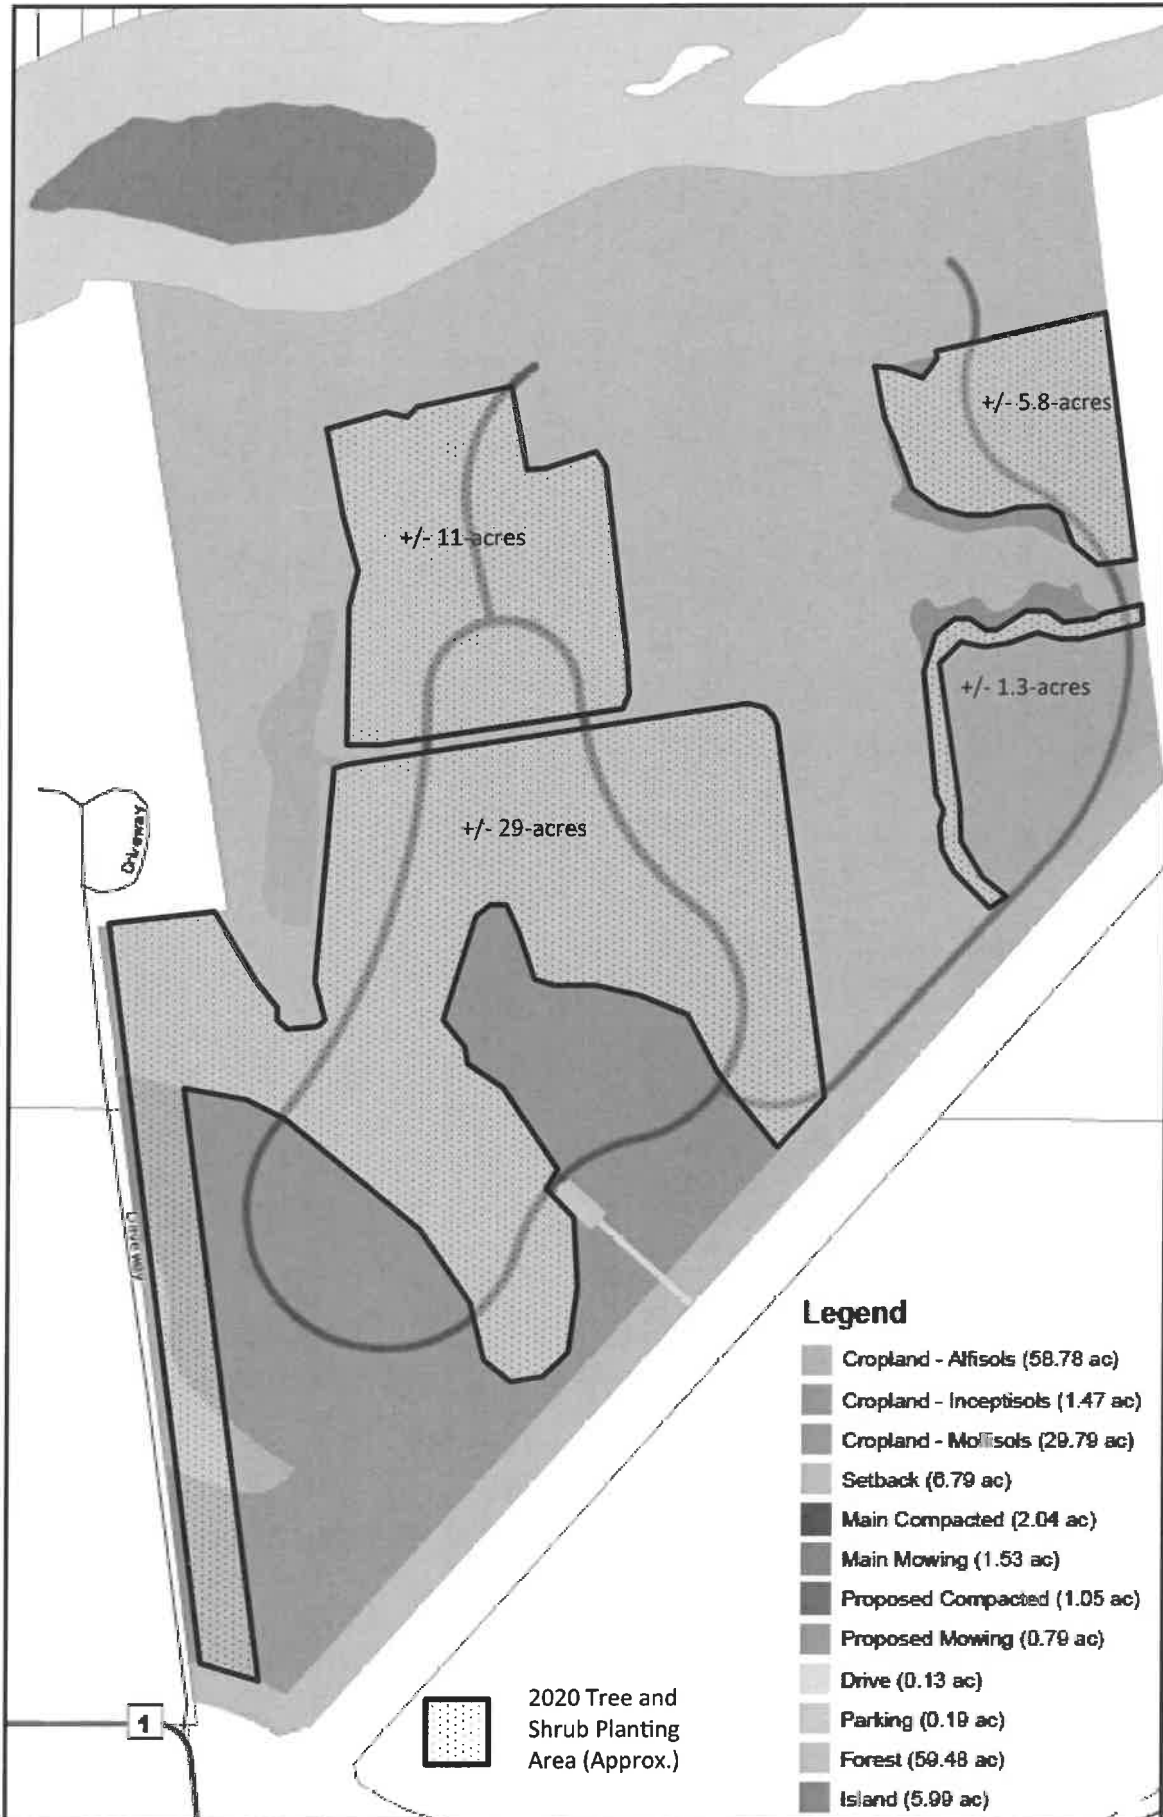 +/- 5.8-acres
+/- 11-acres
+/- 1.3-acres
+/- 29-acres
Driveway
Driveway
Legend
Cropland - Alfisols (58.78 ac)
Cropland - Inceptisols (1.47 ac)
Cropland - Mollisols (29.79 ac)
Setback (6.79 ac)
Main Compacted (2.04 ac)
Main Mowing (1.53 ac)
Proposed Compacted (1.05 ac)
Proposed Mowing (0.79 ac)
Drive (0.13 ac)
Parking (0.19 ac)
Forest (59.48 ac)
Island (5.99 ac)
2020 Tree and
Shrub Planting
Area (Approx.)
1